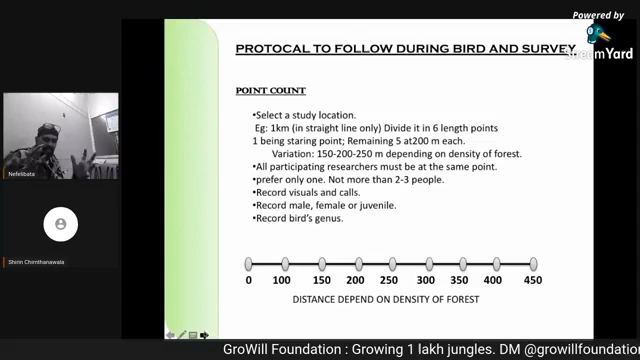 Powered by
StreamYard
PROTOCAL TO FOLLOW DURING BIRD AND SURVEY
POINT COUNT
•Select a study location.
Eg: 1km (in straight line only) Divide it in 6 length points
1 being staring point; Remaining 5 at200 m each.
Variation: 150-200-250 m depending on density of forest.
•All participating researchers must be at the same point.
•prefer only one. Not more than 2-3 people.
•Record visuals and calls.
•Record male, female or juvenile.
•Record bird's genus.
0 100 150 200 250 300 350 400 450
DISTANCE DEPEND ON DENSITY OF FOREST
Nefelibata
Shirin Chimthanawala
GroWill Foundation : Growing 1 lakh jungles. DM @growillfoundatio